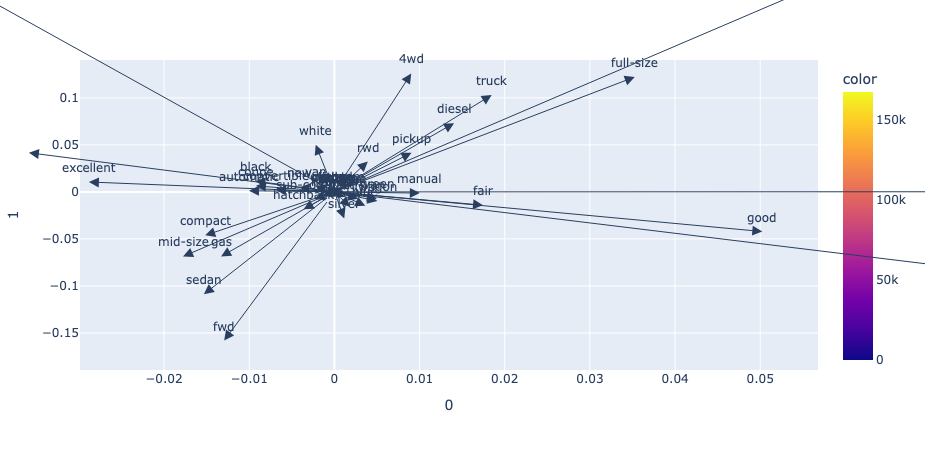 4wd
full-size
color
truck
0.1
diesel
150k
white
0.05
pickup
rwd
black
excellent
manual
fair
0
100k
hatchback
good
compact
1
mid-size
gas
−0.05
sedan
50k
−0.1
fwd
−0.15
0
−0.02
−0.01
0
0.01
0.02
0.03
0.04
0.05
0